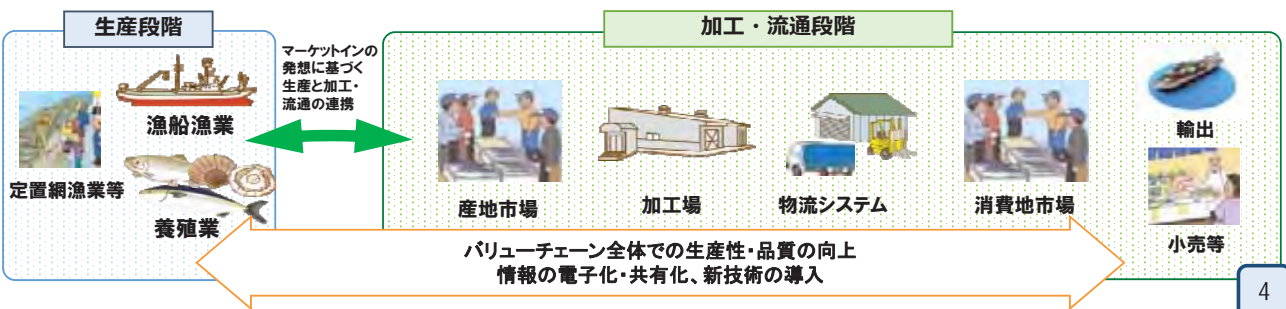 生産段階
加工・流通段階
マーケットインの
発想に基づく
生産と加工・
流通の連携
漁船漁業
定置網漁業等
養殖業
産地市場
加工場
物流システム
消費地市場
輸出
小売等
バリューチェーン全体での生産性・品質の向上
情報の電子化・共有化、新技術の導入
4